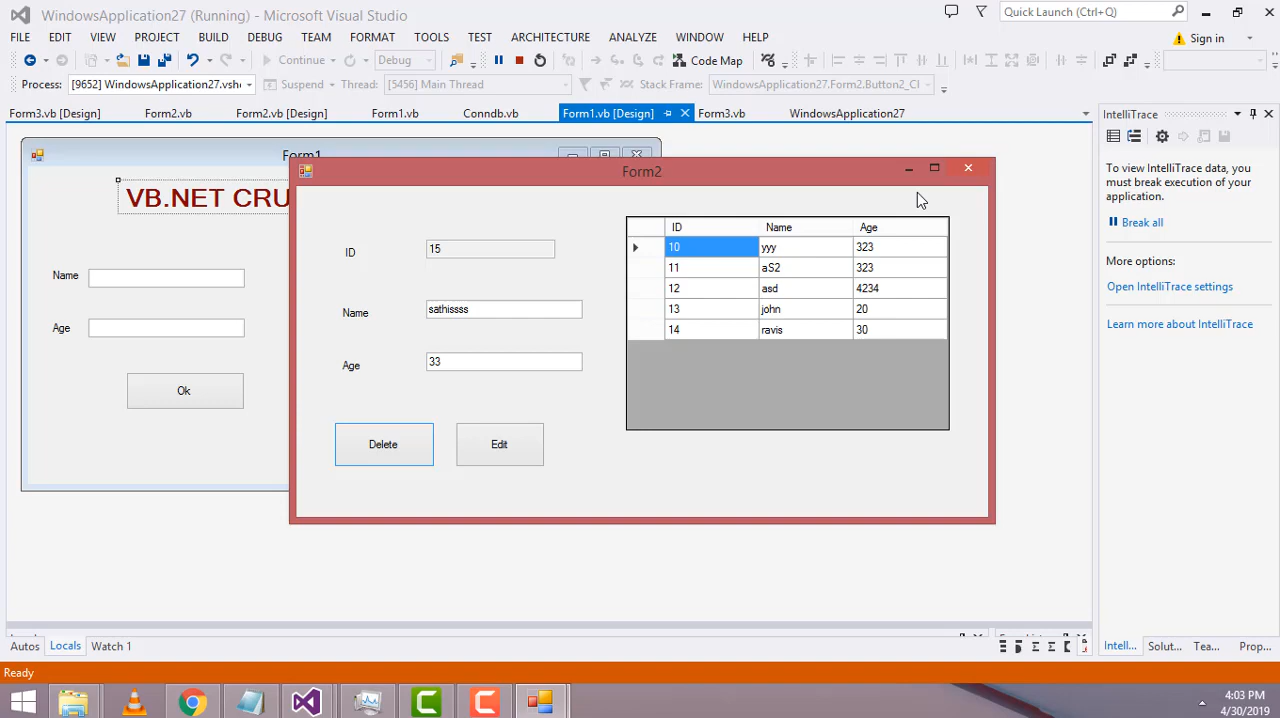 WindowsApplication27 (Running) - Microsoft Visual Studio
Quick Launch (Ctrl+Q)
FILE EDIT VIEW PROJECT BUILD DEBUG TEAM FORMAT TOOLS TEST ARCHITECTURE ANALYZE WINDOW HELP
Sign in
Continue
Debug
Code Map
Process: [9652] WindowsApplication27.vsh
Suspend
Thread: [5456] Main Thread
Stack Frame: WindowsApplication27.Form2.Button2_Cl
Form3.vb [Design] Form2.vb Form2.vb [Design] Form1.vb Conndb.vb Form1.vb [Design] Form3.vb WindowsApplication27
IntelliTrace
To view IntelliTrace data, you
must break execution of your
application.
Break all
More options:
Open IntelliTrace settings
Learn more about IntelliTrace
Form1
VB.NET CRU
Name
Age
Ok
Form2
ID 15
Name sathissss
Age 33
Delete Edit
ID Name Age
10 yyy 323
11 aS2 323
12 asd 4234
13 john 20
14 ravis 30
Autos Locals Watch 1
Intell... Solut... Tea... Prop...
Ready
4:03 PM
4/30/2019